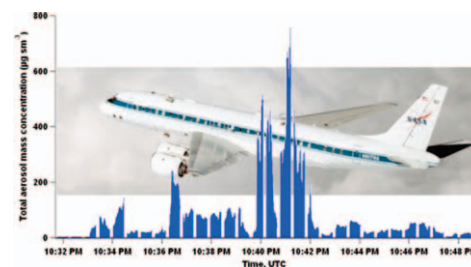 Total aerosol mass concentration (µg sm⁻³)
800
600
400
200
0
NASA
10:32 PM 10:34 PM 10:36 PM 10:38 PM 10:40 PM 10:42 PM 10:44 PM 10:46 PM 10:48 PM
Time, UTC